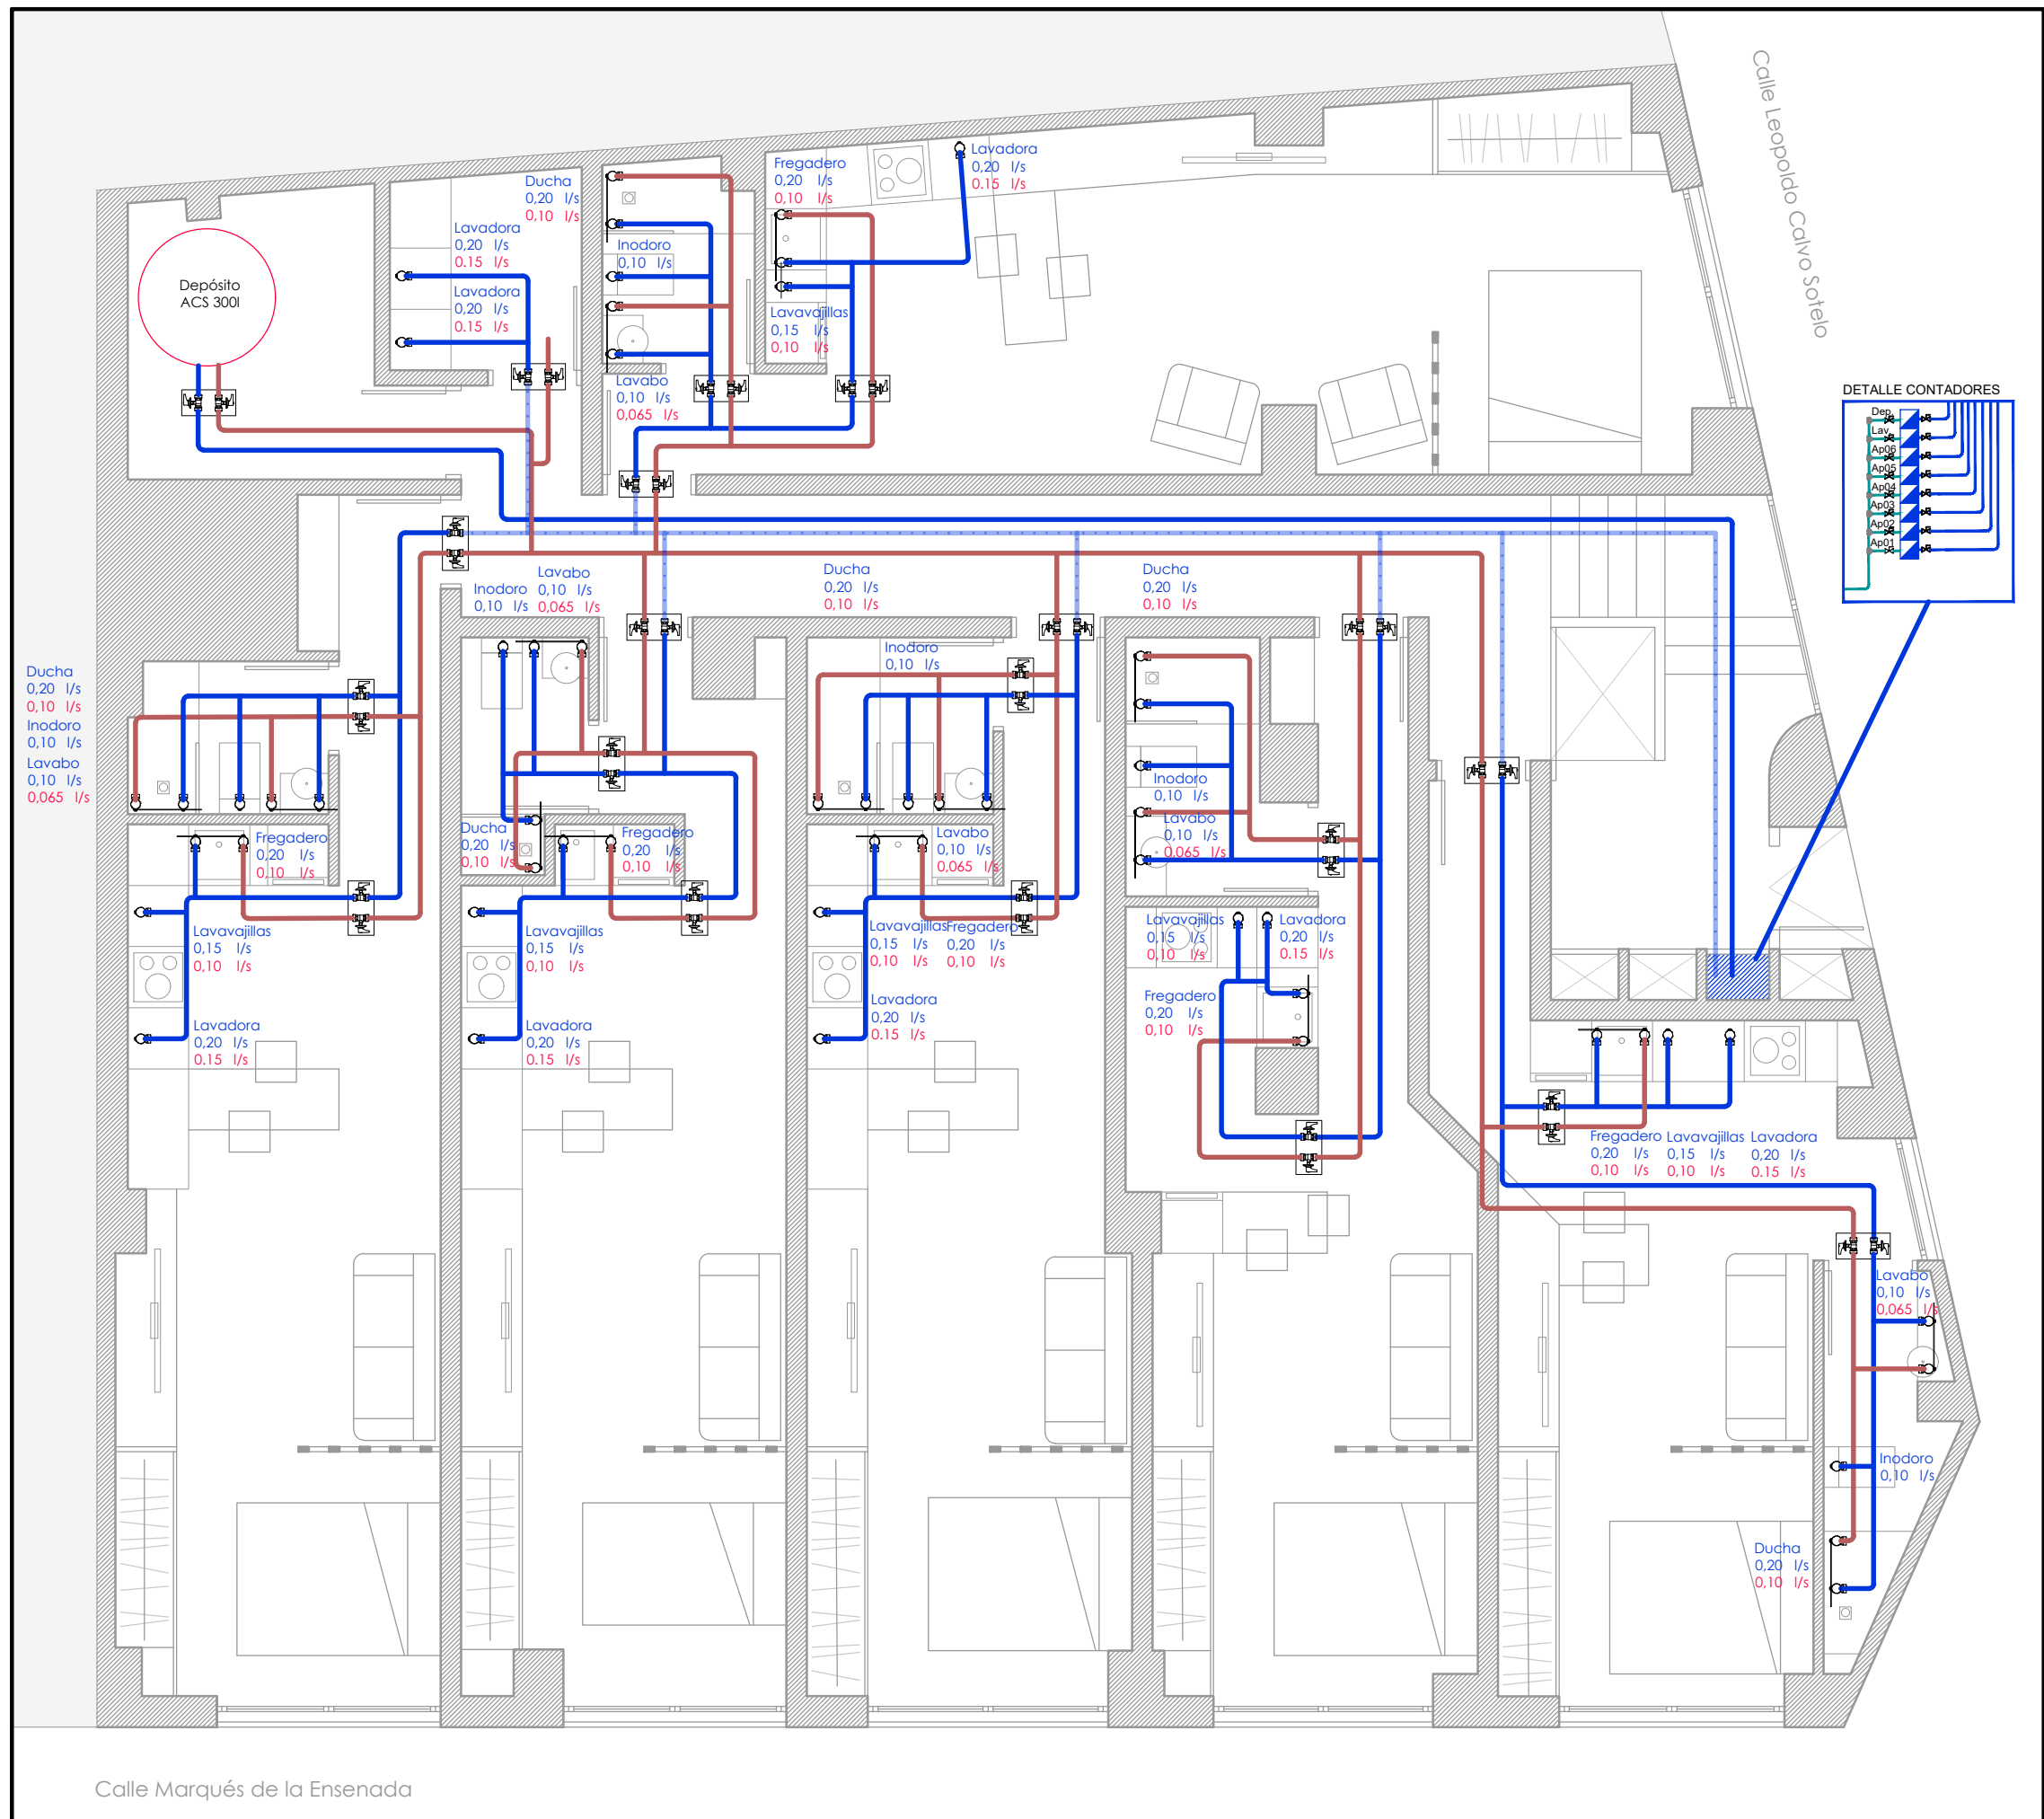 Calle Leopoldo Calvo Sotelo
Lavadora
0,20 l/s
0.15 l/s
Fregadero
0,20 l/s
0,10 l/s
Ducha
0,20 l/s
0,10 l/s
Lavadora
0,20 l/s
0.15 l/s
Inodoro
0,10 l/s
Depósito
ACS 300l
Lavadora
0,20 l/s
0.15 l/s
Lavavajillas
0,15 l/s
0,10 l/s
Lavabo
0,10 l/s
0,065 l/s
DETALLE CONTADORES
Dep
Lav
Ap06
Ap05
Ap04
Ap03
Ap02
Ap01
Inodoro
0,10 l/s
Lavabo
0,10 l/s
0,065 l/s
Ducha
0,20 l/s
0,10 l/s
Ducha
0,20 l/s
0,10 l/s
Inodoro
0,10 l/s
Ducha
0,20 l/s
0,10 l/s
Inodoro
0,10 l/s
Lavabo
0,10 l/s
0,065 l/s
Inodoro
0,10 l/s
Lavabo
0,10 l/s
0,065 l/s
Fregadero
0,20 l/s
0,10 l/s
Ducha
0,20 l/s
0,10 l/s
Fregadero
0,20 l/s
0,10 l/s
Lavabo
0,10 l/s
0,065 l/s
Lavavajillas
0,15 l/s
0,10 l/s
Lavavajillas
0,15 l/s
0,10 l/s
Lavavajillas
0,15 l/s
0,10 l/s
Fregadero
0,20 l/s
0,10 l/s
Lavavajillas
0,15 l/s
0,10 l/s
Lavadora
0,20 l/s
0.15 l/s
Fregadero
0,20 l/s
0,10 l/s
Lavadora
0,20 l/s
0.15 l/s
Lavadora
0,20 l/s
0.15 l/s
Lavadora
0,20 l/s
0.15 l/s
Fregadero
0,20 l/s
0,10 l/s
Lavavajillas
0,15 l/s
0,10 l/s
Lavadora
0,20 l/s
0.15 l/s
Lavabo
0,10 l/s
0,065 l/s
Inodoro
0,10 l/s
Ducha
0,20 l/s
0,10 l/s
Calle Marqués de la Ensenada